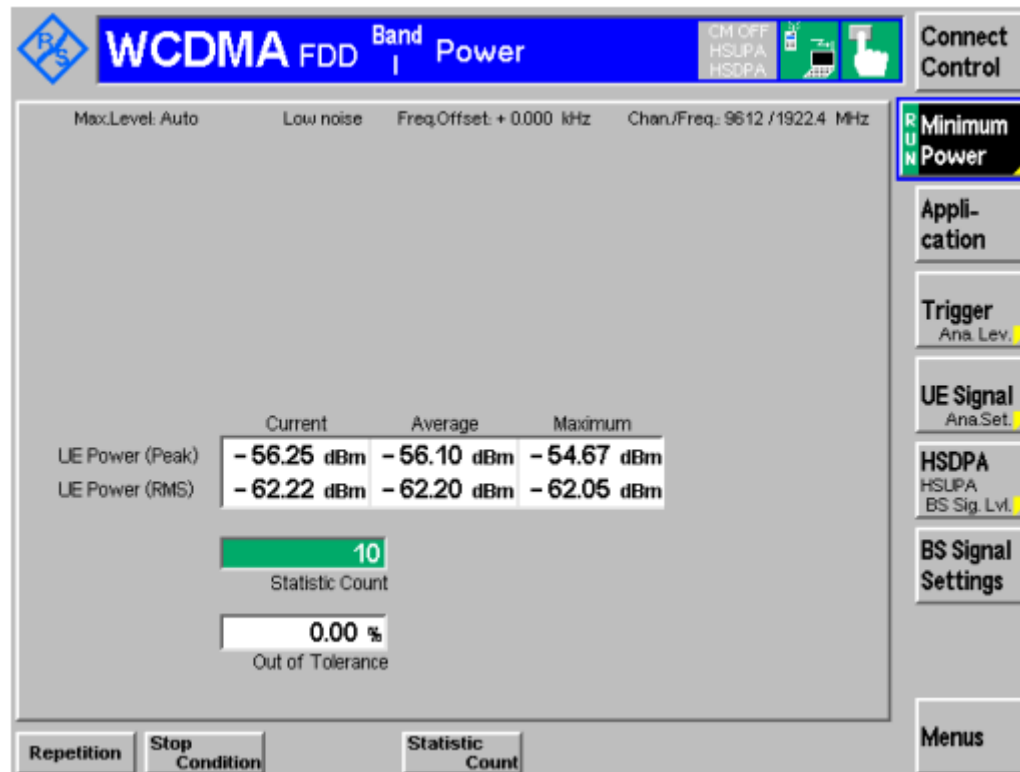 R&S WCDMA FDD Band I Power
CM OFF
HSUPA
HSDPA
Connect
Control
Max.Level: Auto Low noise Freq.Offset: + 0.000 kHz Chan./Freq.: 9612 / 1922.4 MHz
RUN
Minimum
Power
Appli-
cation
Trigger
Ana. Lev.
UE Signal
Ana.Set.
HSDPA
HSUPA
BS Sig. Lvl.
BS Signal
Settings
Current Average Maximum
UE Power (Peak) - 56.25 dBm - 56.10 dBm - 54.67 dBm
UE Power (RMS) - 62.22 dBm - 62.20 dBm - 62.05 dBm
10
Statistic Count
0.00 %
Out of Tolerance
Repetition
Stop
Condition
Statistic
Count
Menus